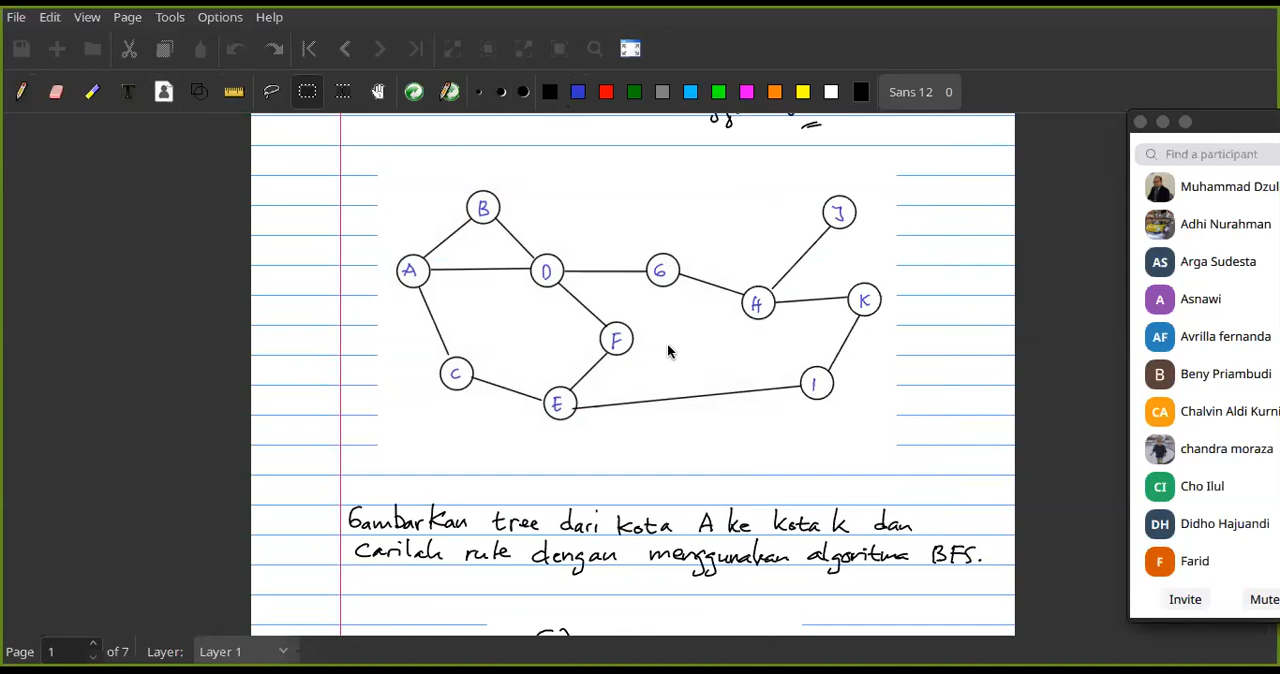 File Edit View Page Tools Options Help
Sans 12 0
B
J
A
D
G
H
K
F
C
E
I
Gambarkan tree dari kota A ke kota k dan
Carilah rute dengan menggunakan algoritma BFS.
Find a participant
Muhammad Dzul
Adhi Nurahman
AS Arga Sudesta
A Asnawi
AF Avrilla fernanda
B Beny Priambudi
CA Chalvin Aldi Kurni
chandra moraza
CI Cho Ilul
DH Didho Hajuandi
F Farid
Invite Mute
Page 1 of 7 Layer: Layer 1